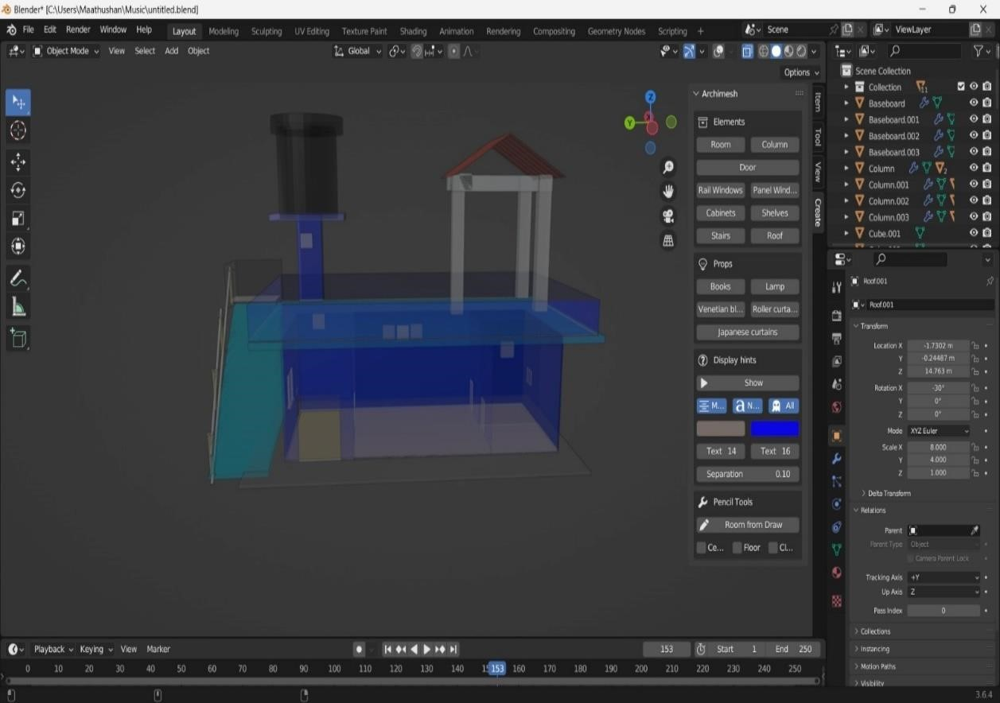 Blender* [C:\Users\Maathushan\Music\untitled.blend]
File Edit Render Window Help Layout Modeling Sculpting UV Editing Texture Paint Shading Animation Rendering Compositing Geometry Nodes Scripting + Scene ViewLayer
Object Mode View Select Add Object Global
Options
Z
Y
Archimesh
Elements
Room Column
Door
Rail Windows Panel Wind...
Cabinets Shelves
Stairs Roof
Props
Books Lamp
Venetian bl... Roller curta...
Japanese curtains
Display hints
Show
M... a N... All
Text 14 Text 16
Separation 0.10
Pencil Tools
Room from Draw
Ce... Floor Cl...
Item
Tool
View
Create
Scene Collection
Collection 11
Baseboard
Baseboard.001
Baseboard.002
Baseboard.003
Column 2
Column.001
Column.002
Column.003
Cube.001
Roof.001
Roof.001
Transform
Location X -1.7302 m
Y -0.24487 m
Z 14.763 m
Rotation X -30°
Y 0°
Z 0°
Mode XYZ Euler
Scale X 8.000
Y 4.000
Z 1.000
Delta Transform
Relations
Parent
Parent Type Object
Camera Parent Lock
Tracking Axis +Y
Up Axis Z
Pass Index 0
Collections
Instancing
Motion Paths
Visibility
Playback Keying View Marker 153 Start 1 End 250
0 10 20 30 40 50 60 70 80 90 100 110 120 130 140 153 160 170 180 190 200 210 220 230 240 250
3.6.4